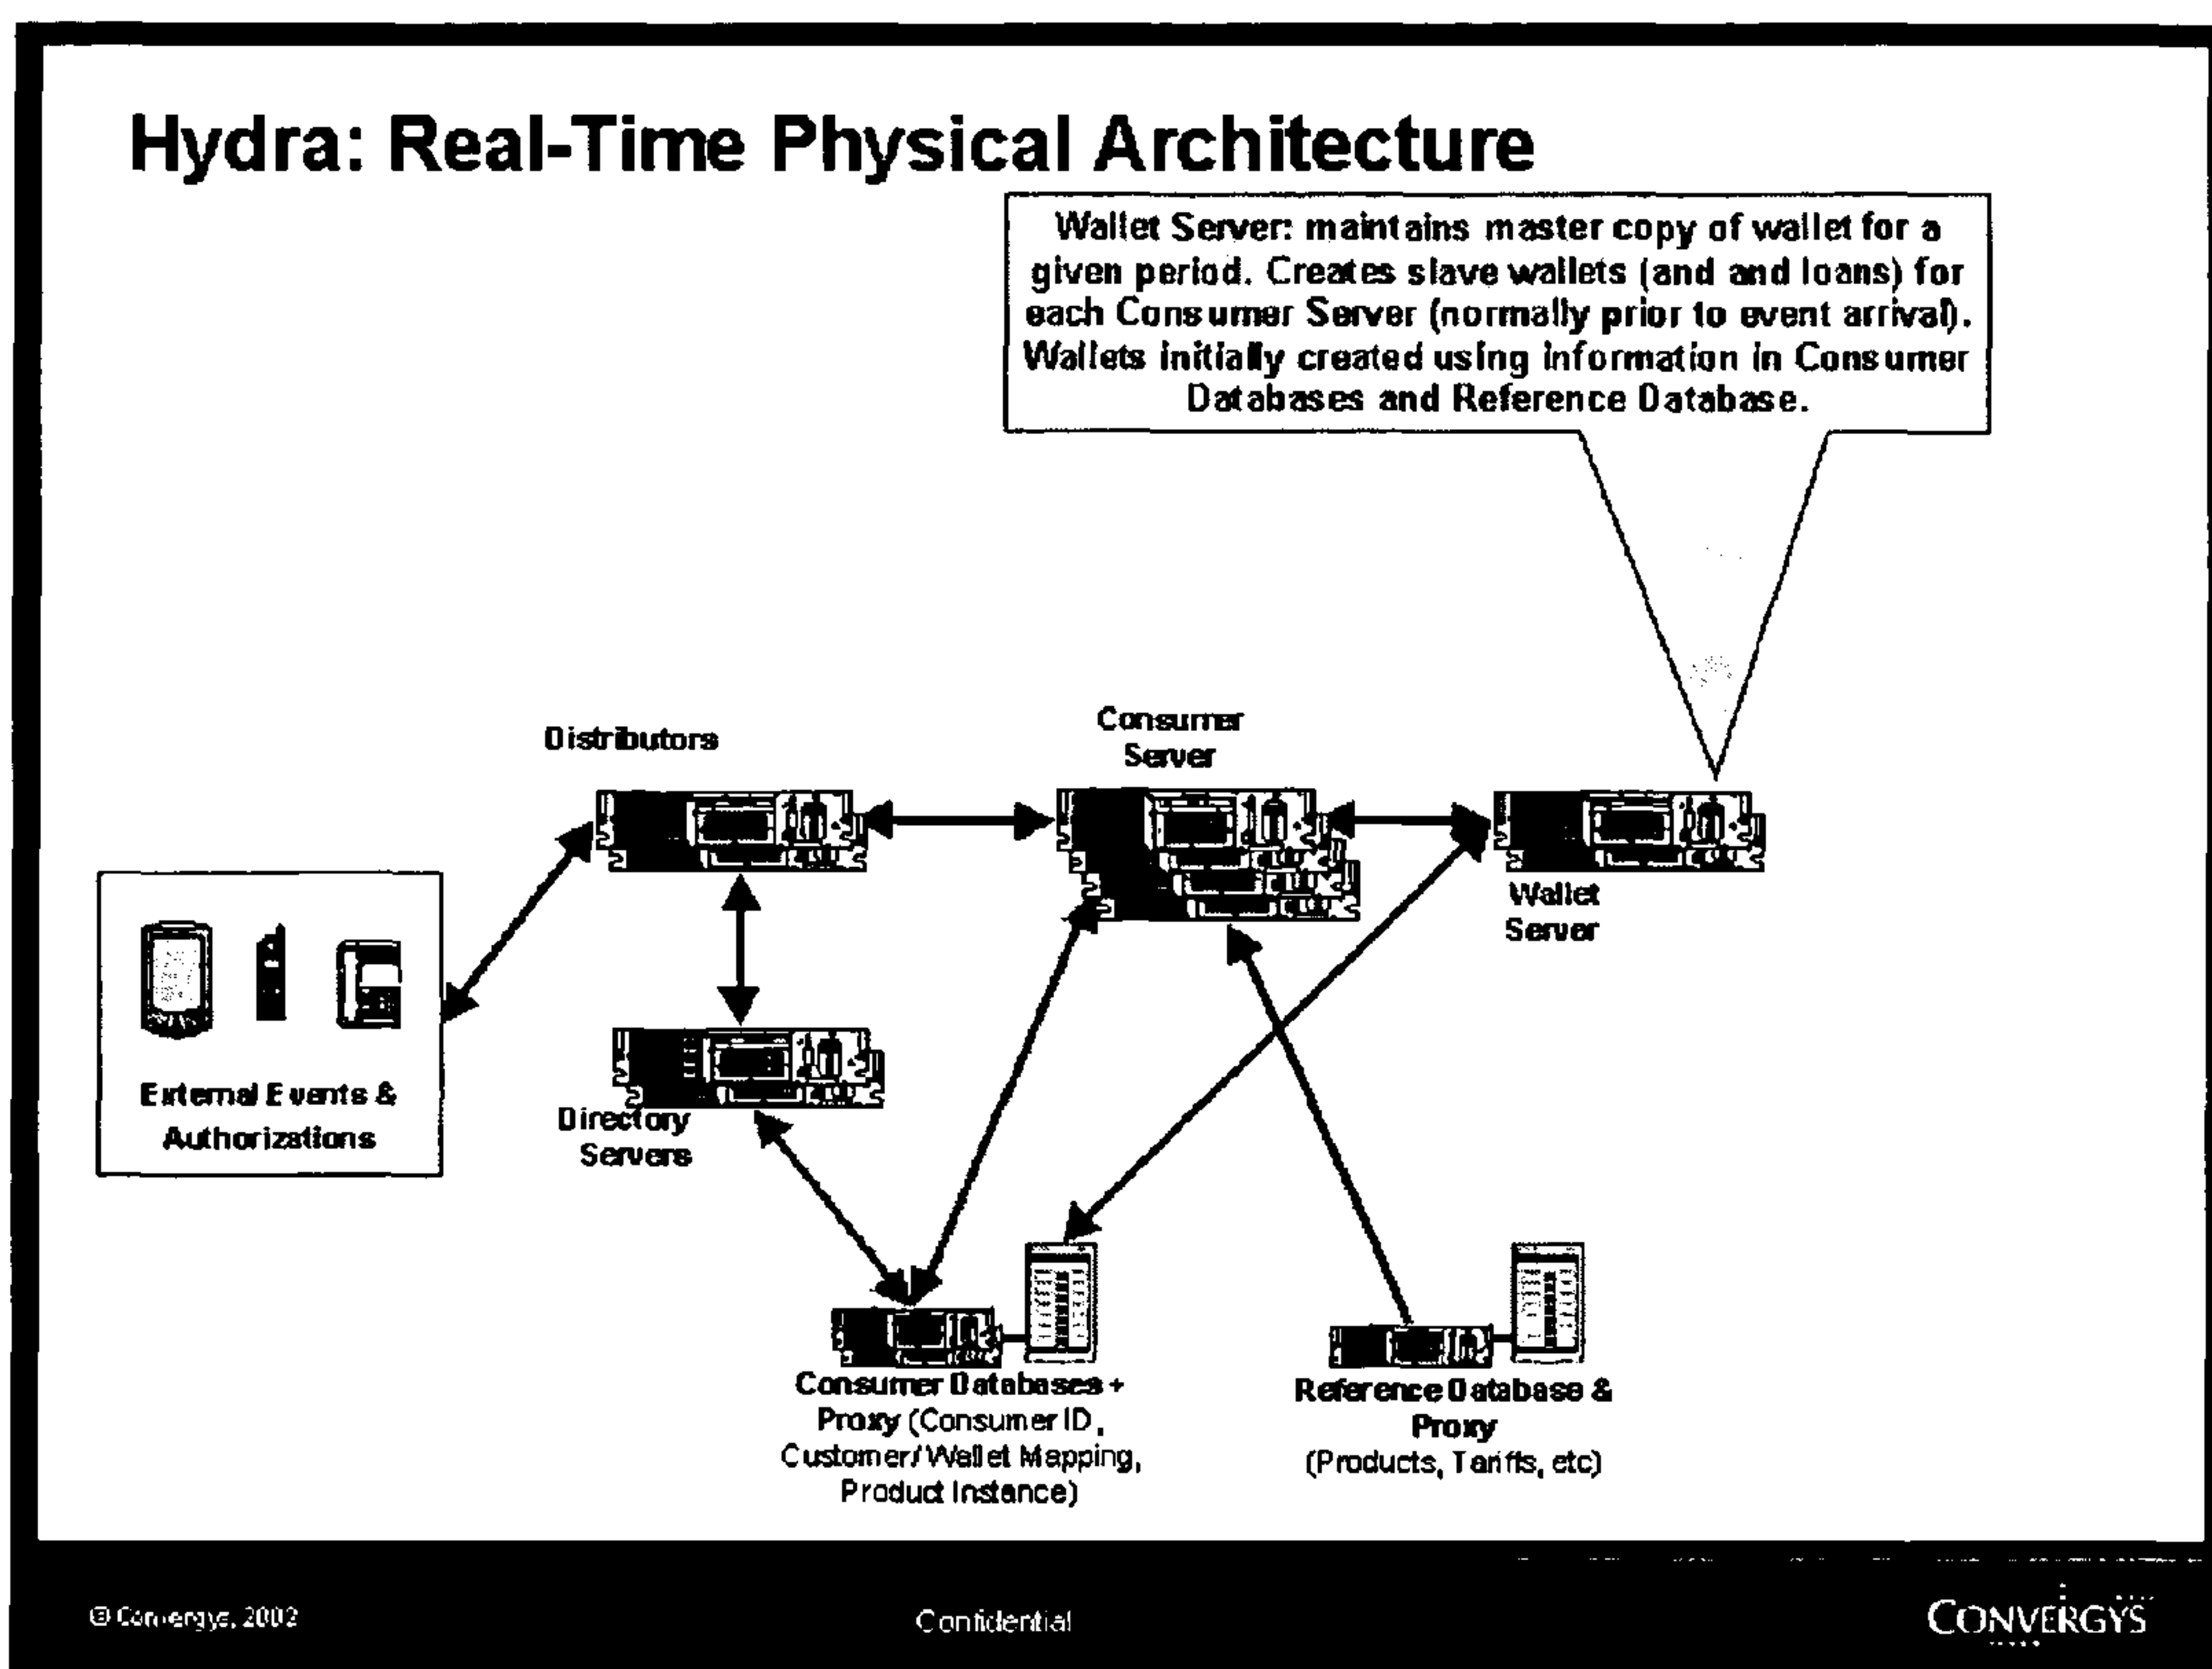 Hydra: Real-Time Physical Architecture
Wallet Server: maintains master copy of wallet for a
given period. Creates slave wallets (and and loans) for
each Consumer Server (normally prior to event arrival).
Wallets initially created using information in Consumer
Databases and Reference Database.
Distributors
Consumer
Server
Wallet
Server
External Events &
Authorizations
Directory
Servers
Consumer Databases +
Proxy (Consumer ID,
Customer/Wallet Mapping,
Product Instance)
Reference Database &
Proxy
(Products, Tariffs, etc)
© Convergys, 2002
Confidential
CONVERGYS